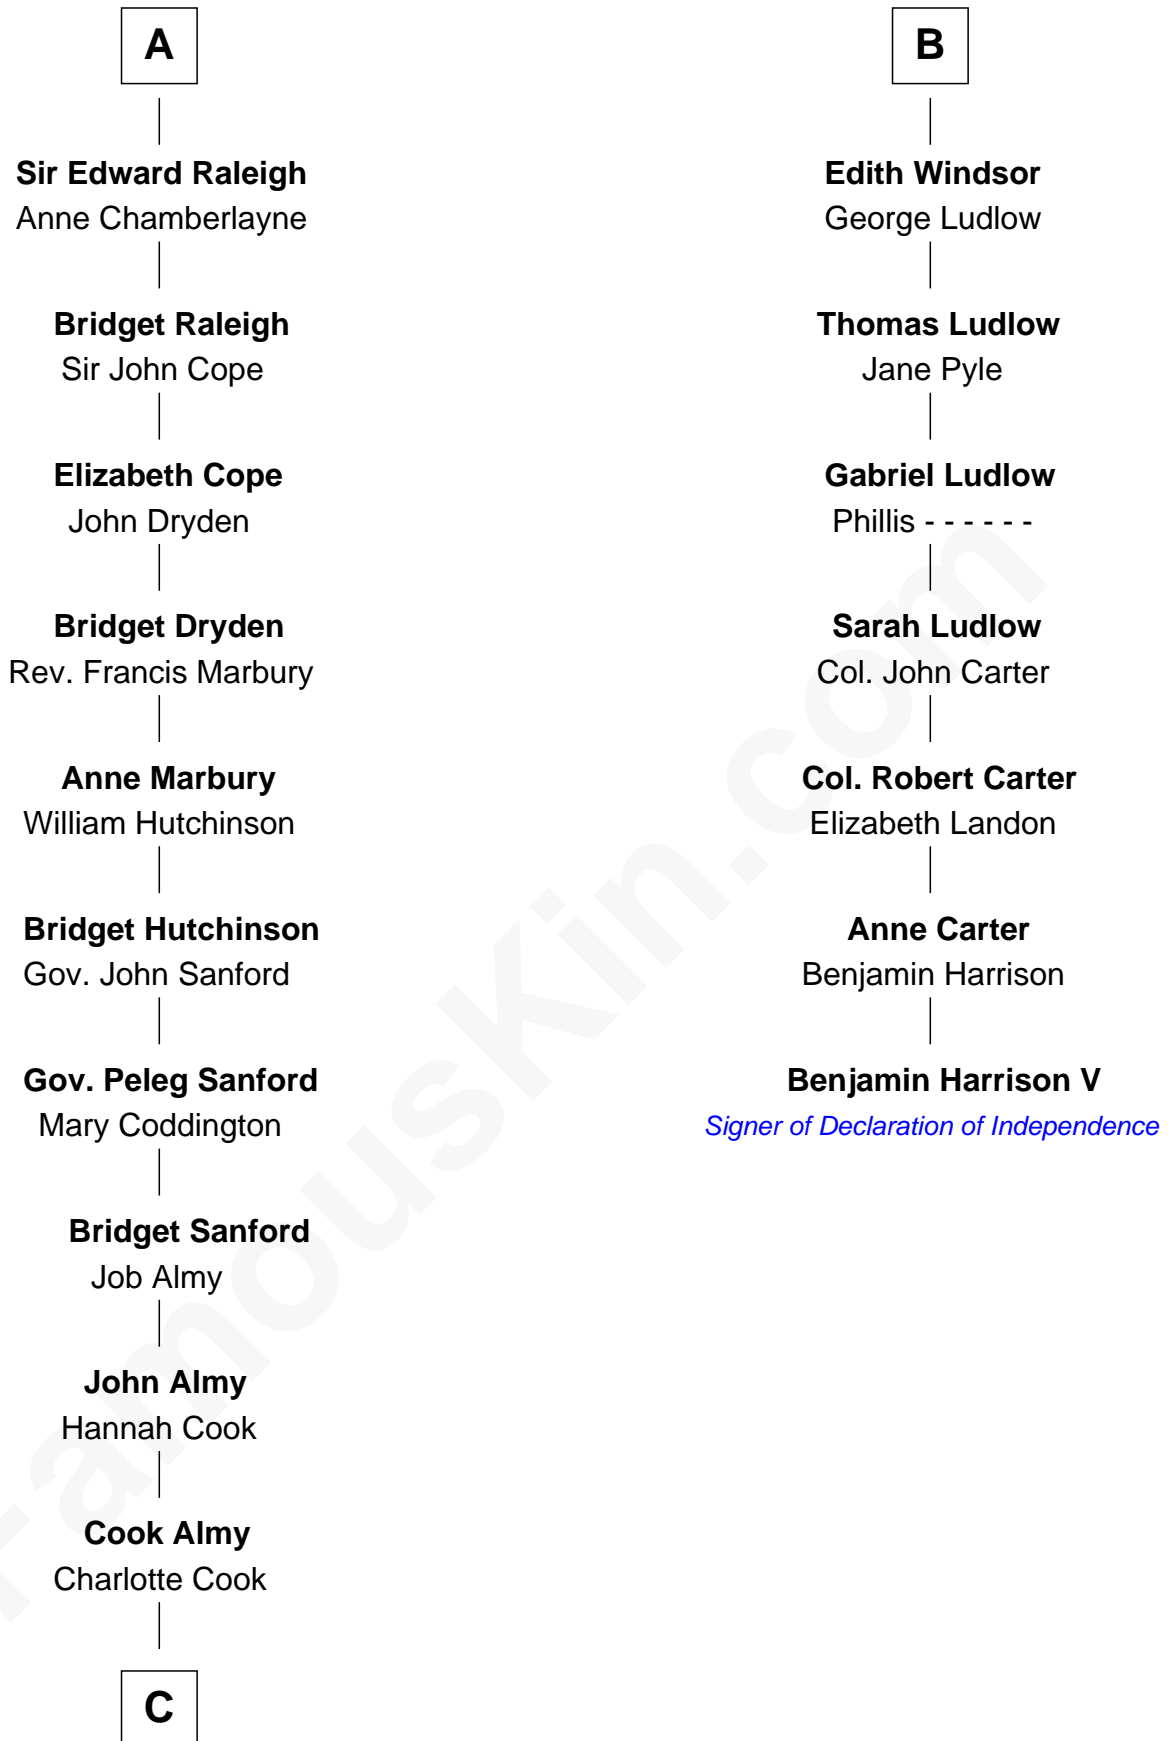 A
Sir Edward Raleigh
Anne Chamberlayne
Bridget Raleigh
Sir John Cope
Elizabeth Cope
John Dryden
Bridget Dryden
Rev. Francis Marbury
Anne Marbury
William Hutchinson
Bridget Hutchinson
Gov. John Sanford
Gov. Peleg Sanford
Mary Coddington
Bridget Sanford
Job Almy
John Almy
Hannah Cook
Cook Almy
Charlotte Cook
C
B
Edith Windsor
George Ludlow
Thomas Ludlow
Jane Pyle
Gabriel Ludlow
Phillis - - - - - -
Sarah Ludlow
Col. John Carter
Col. Robert Carter
Elizabeth Landon
Anne Carter
Benjamin Harrison
Benjamin Harrison V
Signer of Declaration of Independence
FamousKin.com